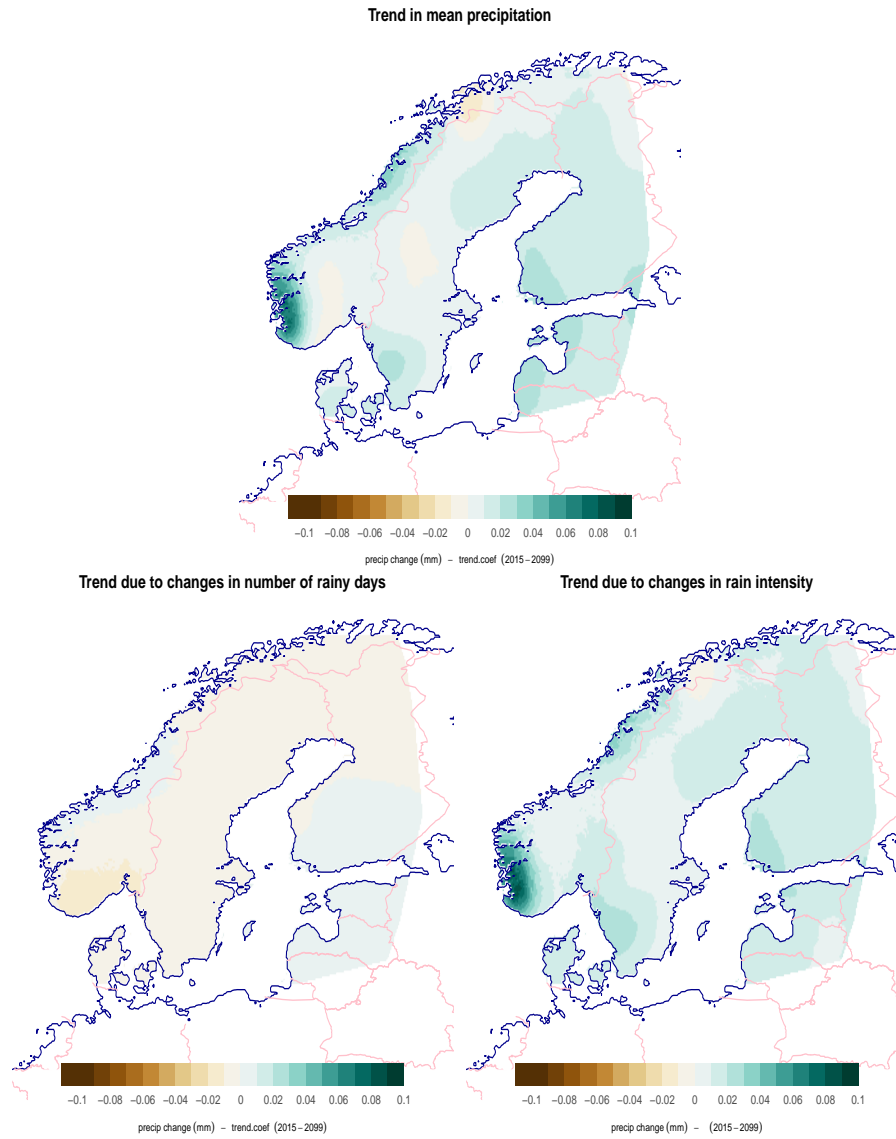 Trend in mean precipitation
−0.1 −0.08 −0.06 −0.04 −0.02 0 0.02 0.04 0.06 0.08 0.1
precip change (mm) − trend.coef (2015−2099)
Trend due to changes in number of rainy days
−0.1 −0.08 −0.06 −0.04 −0.02 0 0.02 0.04 0.06 0.08 0.1
precip change (mm) − trend.coef (2015−2099)
Trend due to changes in rain intensity
−0.1 −0.08 −0.06 −0.04 −0.02 0 0.02 0.04 0.06 0.08 0.1
precip change (mm) − (2015−2099)